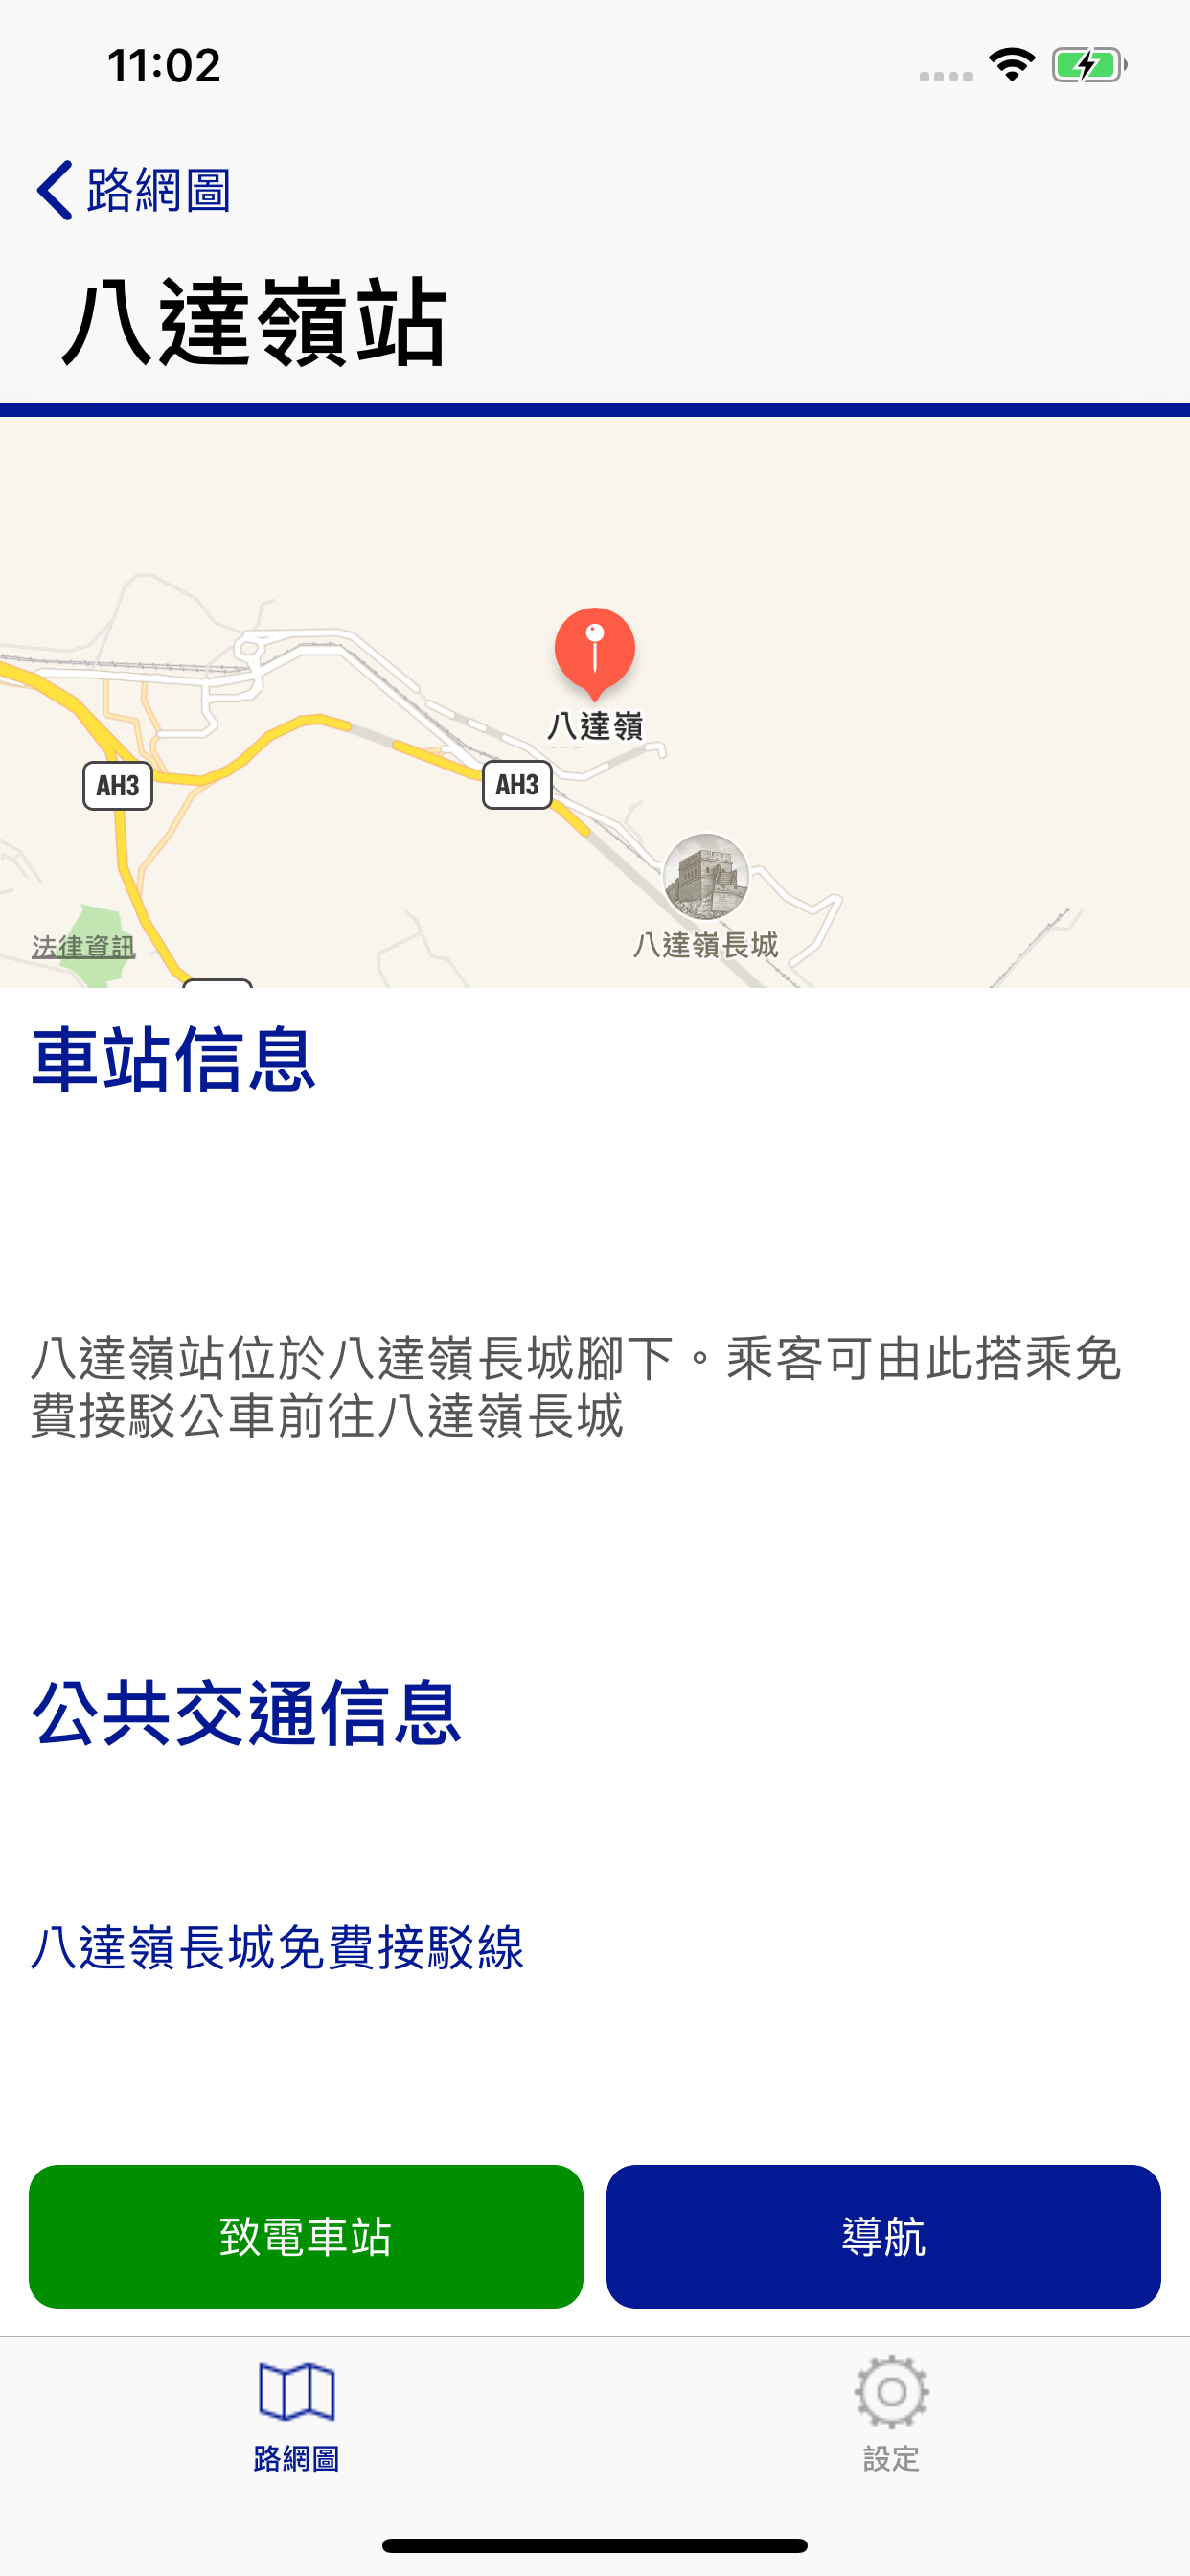 11:02
路網圖
八達嶺站
八達嶺
AH3
AH3
八達嶺長城
法律資訊
車站信息
八達嶺站位於八達嶺長城腳下。乘客可由此搭乘免
費接駁公車前往八達嶺長城
公共交通信息
八達嶺長城免費接駁線
致電車站
導航
路網圖
設定